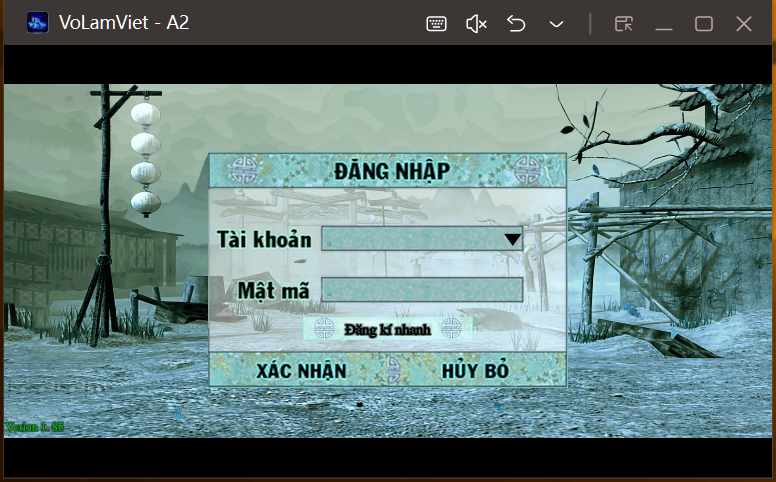 VoLamViet - A2
ĐĂNG NHẬP
Tài khoản
Mật mã
Đăng kí nhanh
XÁC NHẬN HỦY BỎ